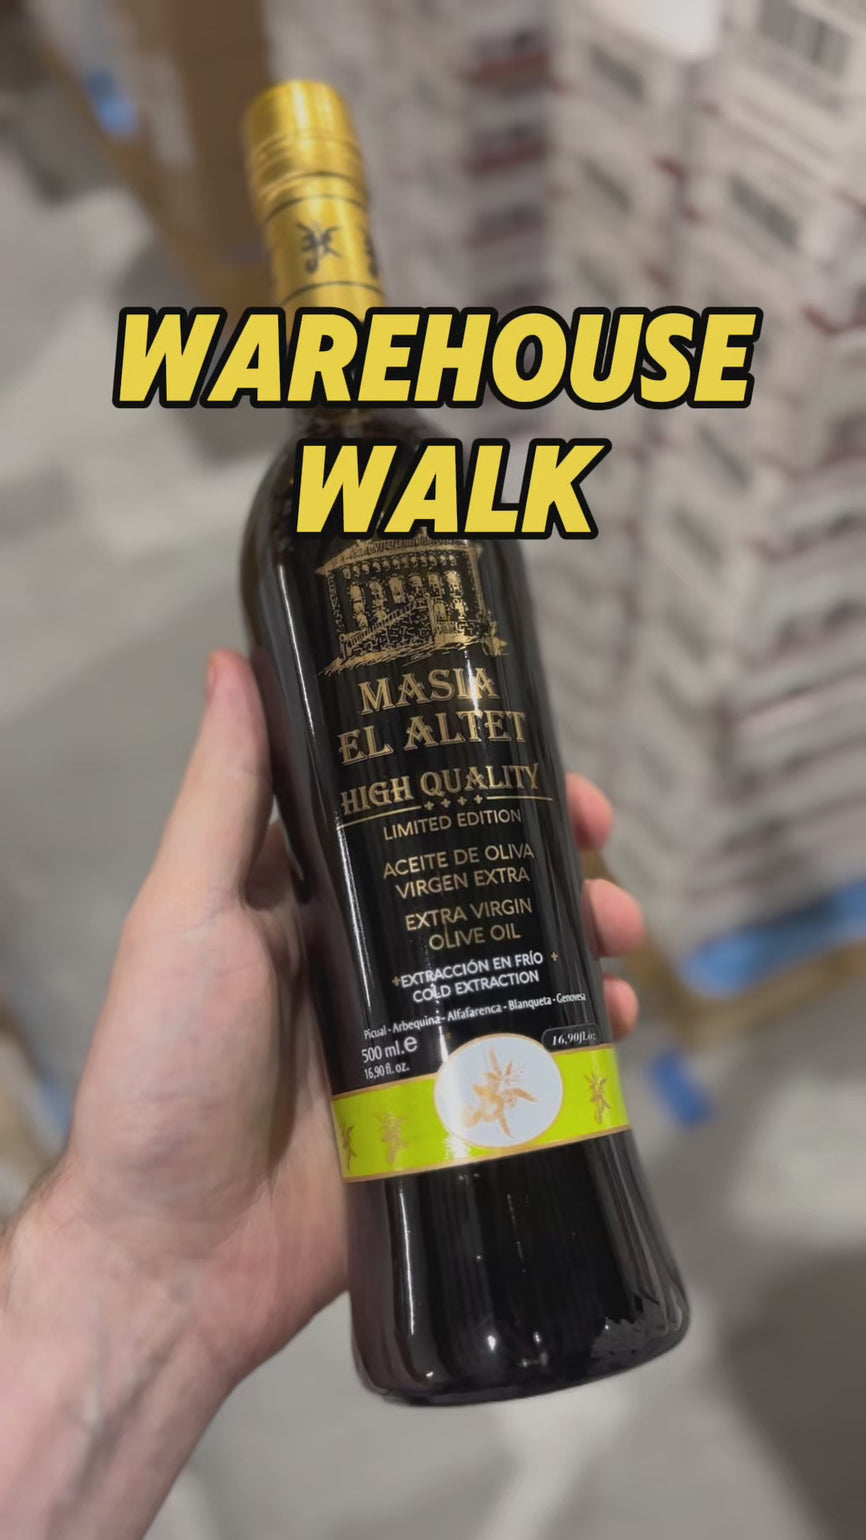 WAREHOUSE
WALK
MASIA
EL ALTET
HIGH QUALITY
LIMITED EDITION
ACEITE DE OLIVA
VIRGEN EXTRA
EXTRA VIRGIN
OLIVE OIL
EXTRACCIÓN EN FRÍO
COLD EXTRACTION
Picual - Arbequina - Alfafarenca - Blanqueta - Genovesa
500 ml.e
16,90 fl. oz.
16,90fl.oz